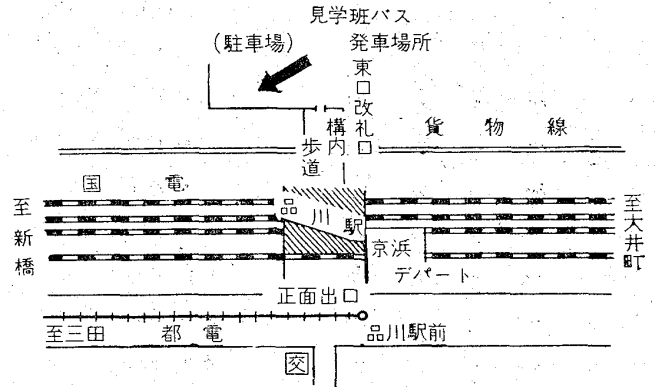 見学班バス
発車場所
(駐車場)
東口改札口
構内
歩道
貨物線
国電
至新橋
品川駅
至大井町
京浜
デパート
正面出口
至三田
都電
品川駅前
交